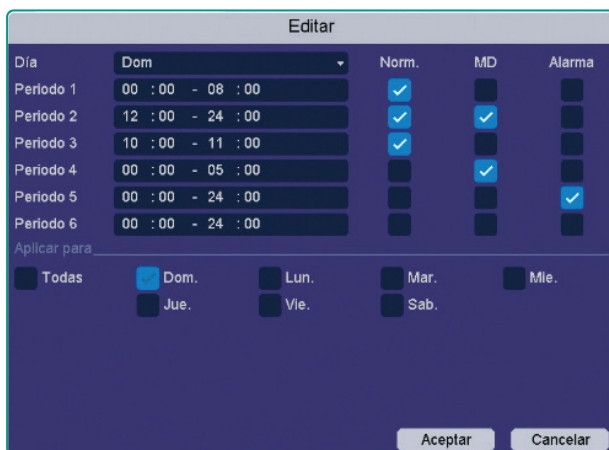 Editar
Día Dom Norm. MD Alarma
Periodo 1 00 :00 - 08 :00
Periodo 2 12 :00 - 24 :00
Periodo 3 10 :00 - 11 :00
Periodo 4 00 :00 - 05 :00
Periodo 5 00 :00 - 24 :00
Periodo 6 00 :00 - 24 :00
Aplicar para
Todas Dom. Lun. Mar. Mie.
Jue. Vie. Sab.
Aceptar Cancelar